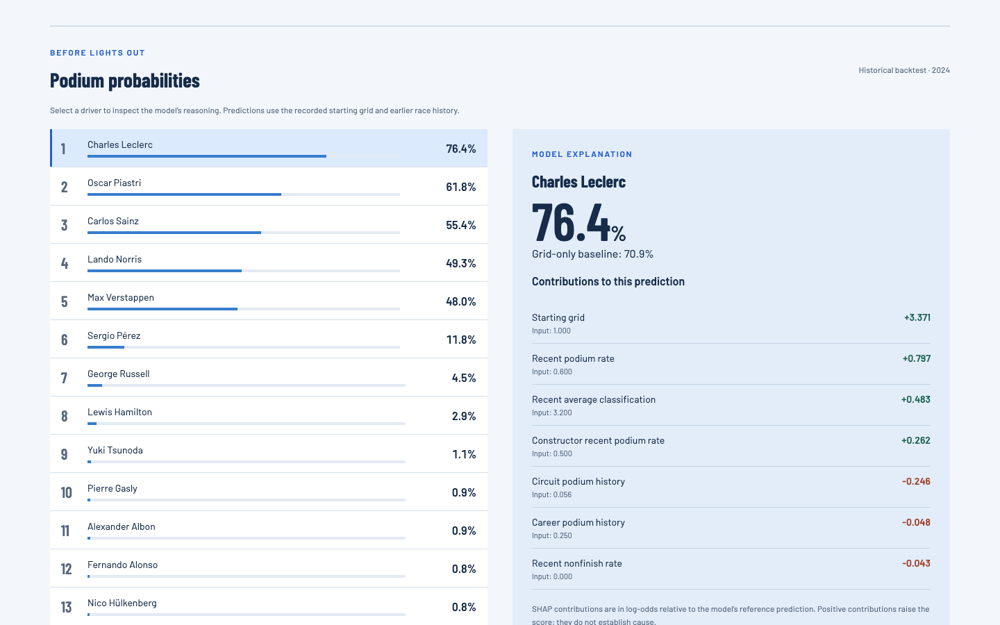 BEFORE LIGHTS OUT
Podium probabilities
Historical backtest · 2024
Select a driver to inspect the model's reasoning. Predictions use the recorded starting grid and earlier race history.
1 Charles Leclerc 76.4%
2 Oscar Piastri 61.8%
3 Carlos Sainz 55.4%
4 Lando Norris 49.3%
5 Max Verstappen 48.0%
6 Sergio Pérez 11.8%
7 George Russell 4.5%
8 Lewis Hamilton 2.9%
9 Yuki Tsunoda 1.1%
10 Pierre Gasly 0.9%
11 Alexander Albon 0.9%
12 Fernando Alonso 0.8%
13 Nico Hülkenberg 0.8%
MODEL EXPLANATION
Charles Leclerc
76.4%
Grid-only baseline: 70.9%
Contributions to this prediction
Starting grid +3.371
Input: 1.000
Recent podium rate +0.797
Input: 0.600
Recent average classification +0.483
Input: 3.200
Constructor recent podium rate +0.262
Input: 0.500
Circuit podium history -0.246
Input: 0.056
Career podium history -0.048
Input: 0.250
Recent nonfinish rate -0.043
Input: 0.000
SHAP contributions are in log-odds relative to the model's reference prediction. Positive contributions raise the
score; they do not establish cause.